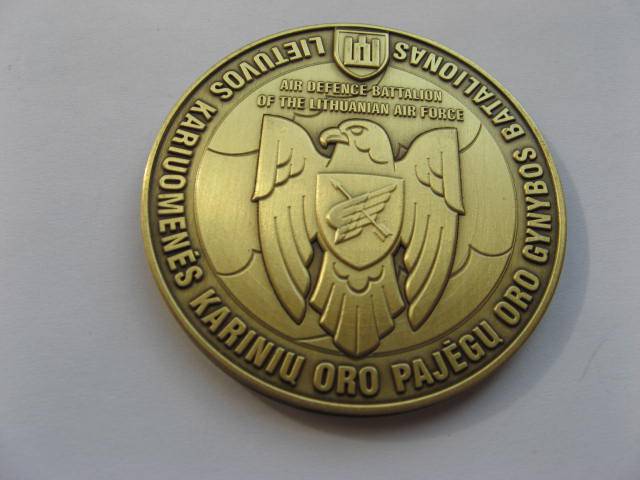 LIETUVOS KARIUOMENĖS KARINIŲ ORO PAJĖGŲ ORO GYNYBOS BATALIONAS
AIR DEFENCE BATTALION
OF THE LITHUANIAN AIR FORCE